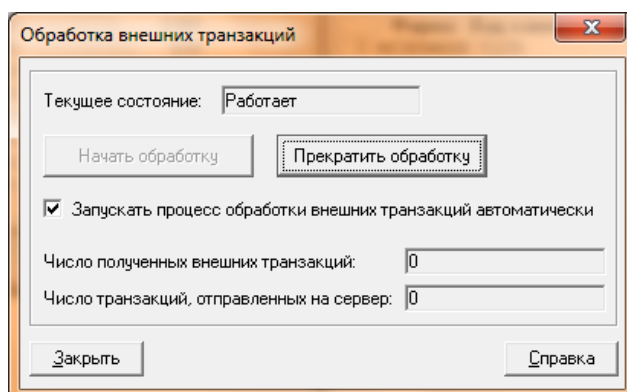 Обработка внешних транзакций
Текущее состояние: Работает
Начать обработку Прекратить обработку
Запускать процесс обработки внешних транзакций автоматически
Число полученных внешних транзакций: 0
Число транзакций, отправленных на сервер: 0
Закрыть Справка